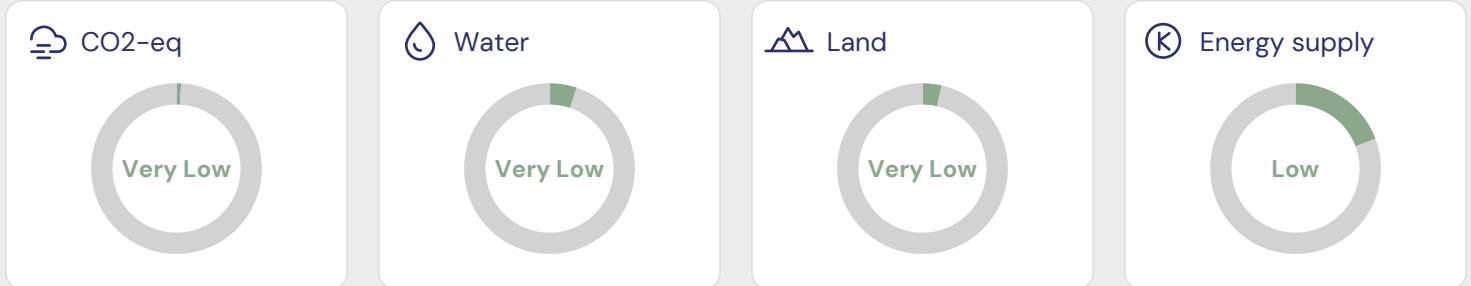 CO2-eq
Very Low
Water
Very Low
Land
Very Low
Energy supply
Low